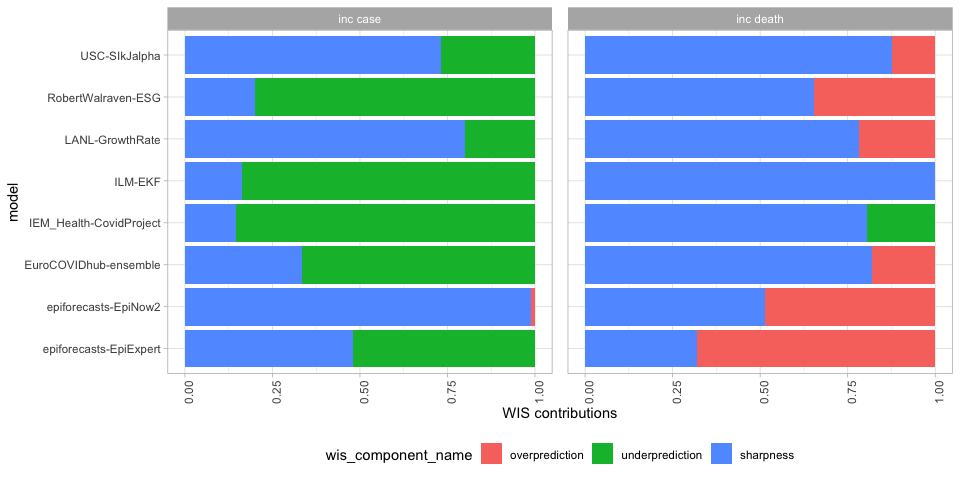 inc case
inc death
model
USC-SIkJalpha
RobertWalraven-ESG
LANL-GrowthRate
ILM-EKF
IEM_Health-CovidProject
EuroCOVIDhub-ensemble
epiforecasts-EpiNow2
epiforecasts-EpiExpert
0.00 0.25 0.50 0.75 1.00
0.00 0.25 0.50 0.75 1.00
WIS contributions
wis_component_name overprediction underprediction sharpness